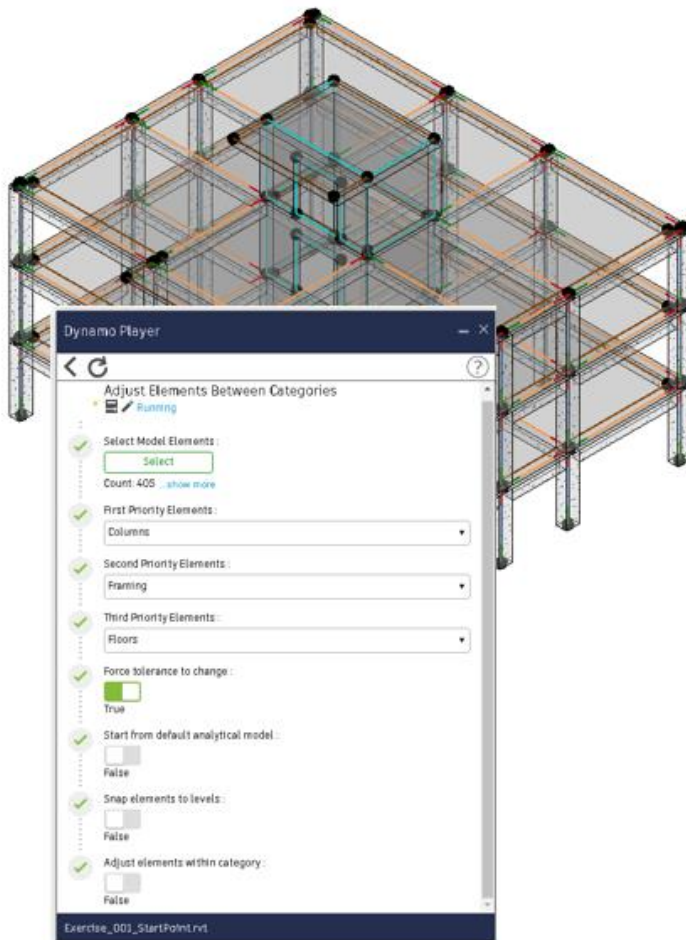 Dynamo Player
Adjust Elements Between Categories
Running
Select Model Elements :
Select
Count: 405 ...show more
First Priority Elements :
Columns
Second Priority Elements :
Framing
Third Priority Elements :
Floors
Force tolerance to change :
True
Start from default analytical model :
False
Snap elements to levels :
False
Adjust elements within category :
False
Exercise_001_StartPoint.rvt